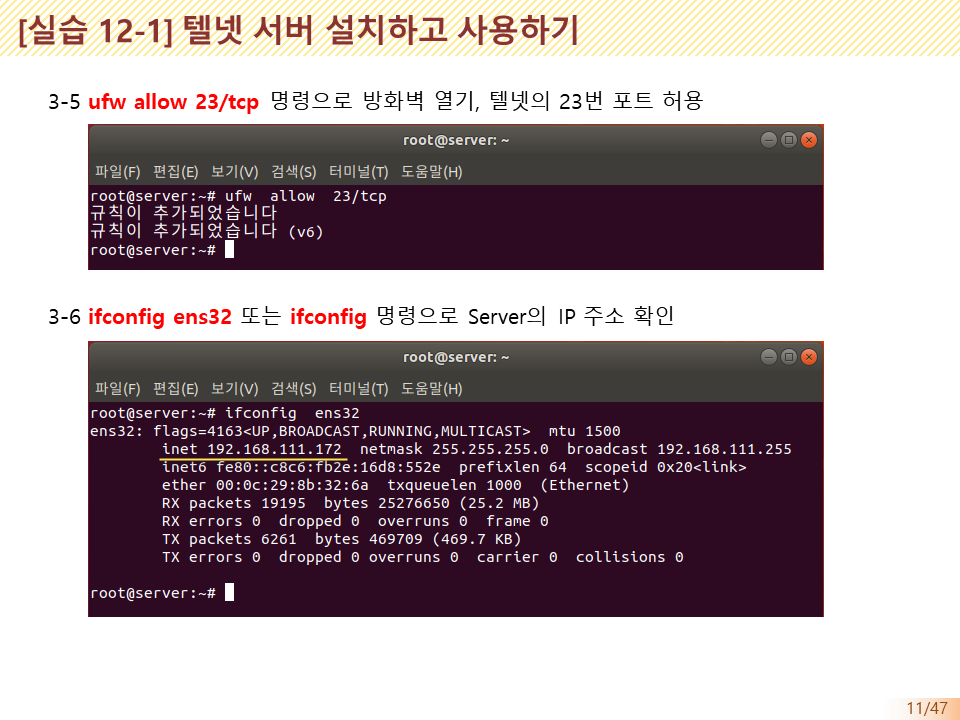 [실습 12-1] 텔넷 서버 설치하고 사용하기
3-5 ufw allow 23/tcp 명령으로 방화벽 열기, 텔넷의 23번 포트 허용
root@server: ~
파일(F) 편집(E) 보기(V) 검색(S) 터미널(T) 도움말(H)
root@server:~# ufw  allow  23/tcp
규칙이 추가되었습니다
규칙이 추가되었습니다 (v6)
root@server:~#
3-6 ifconfig ens32 또는 ifconfig 명령으로 Server의 IP 주소 확인
root@server: ~
파일(F) 편집(E) 보기(V) 검색(S) 터미널(T) 도움말(H)
root@server:~# ifconfig  ens32
ens32: flags=4163<UP,BROADCAST,RUNNING,MULTICAST>  mtu 1500
inet 192.168.111.172  netmask 255.255.255.0  broadcast 192.168.111.255
inet6 fe80::c8c6:fb2e:16d8:552e  prefixlen 64  scopeid 0x20<link>
ether 00:0c:29:8b:32:6a  txqueuelen 1000  (Ethernet)
RX packets 19195  bytes 25276650 (25.2 MB)
RX errors 0  dropped 0  overruns 0  frame 0
TX packets 6261  bytes 469709 (469.7 KB)
TX errors 0  dropped 0 overruns 0  carrier 0  collisions 0
root@server:~#
11/47